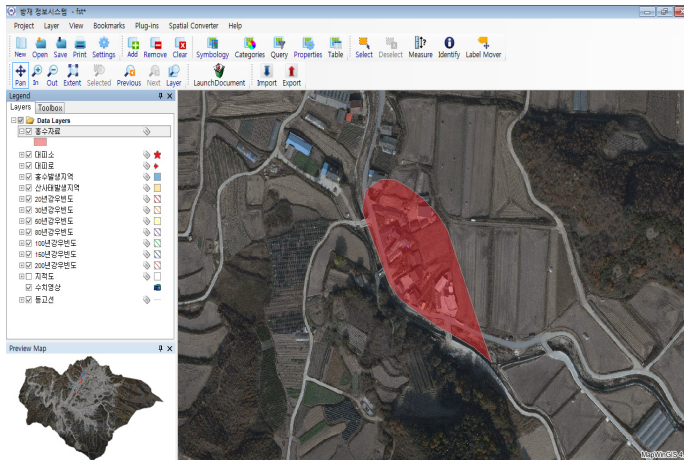 방재 정보시스템 - fst*
Project Layer View Bookmarks Plug-ins Spatial Converter Help
New Open Save Print Settings Add Remove Clear Symbology Categories Query Properties Table Select Deselect Measure Identify Label Mover
Pan In Out Extent Selected Previous Next Layer LaunchDocument Import Export
Legend
Layers Toolbox
Data Layers
홍수자료
대피소
대피로
홍수발생지역
산사태발생지역
20년강우빈도
30년강우빈도
50년강우빈도
80년강우빈도
100년강우빈도
150년강우빈도
200년강우빈도
지적도
수치영상
등고선
Preview Map
MapWinGIS 4.